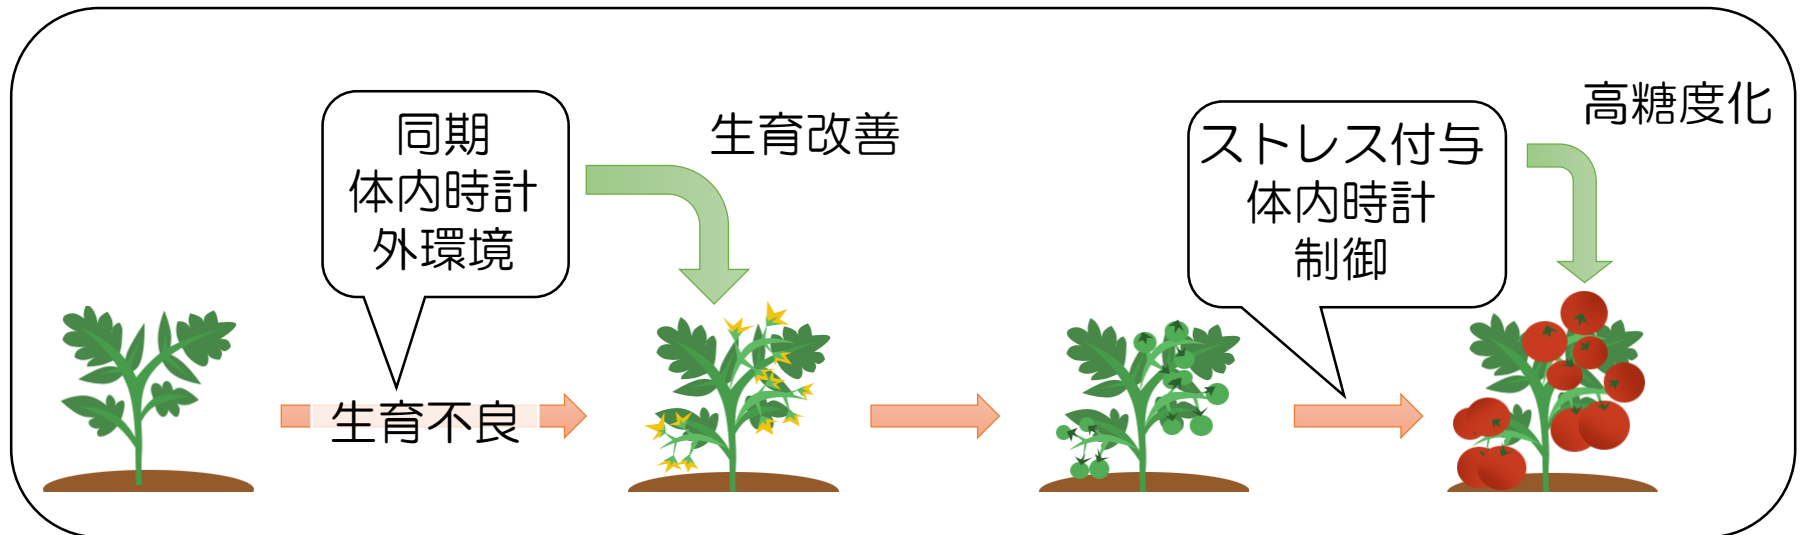 同期
体内時計
外環境
生育不良
生育改善
ストレス付与
体内時計
制御
高糖度化